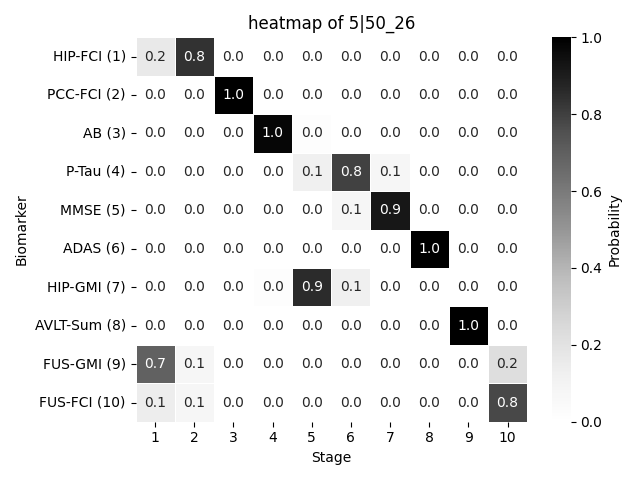 heatmap of 5|50_26
HIP-FCI (1) 0.2 0.8 0.0 0.0 0.0 0.0 0.0 0.0 0.0 0.0
PCC-FCI (2) 0.0 0.0 1.0 0.0 0.0 0.0 0.0 0.0 0.0 0.0
AB (3) 0.0 0.0 0.0 1.0 0.0 0.0 0.0 0.0 0.0 0.0
P-Tau (4) 0.0 0.0 0.0 0.0 0.1 0.8 0.1 0.0 0.0 0.0
MMSE (5) 0.0 0.0 0.0 0.0 0.0 0.1 0.9 0.0 0.0 0.0
ADAS (6) 0.0 0.0 0.0 0.0 0.0 0.0 0.0 1.0 0.0 0.0
HIP-GMI (7) 0.0 0.0 0.0 0.0 0.9 0.1 0.0 0.0 0.0 0.0
AVLT-Sum (8) 0.0 0.0 0.0 0.0 0.0 0.0 0.0 0.0 1.0 0.0
FUS-GMI (9) 0.7 0.1 0.0 0.0 0.0 0.0 0.0 0.0 0.0 0.2
FUS-FCI (10) 0.1 0.1 0.0 0.0 0.0 0.0 0.0 0.0 0.0 0.8
1 2 3 4 5 6 7 8 9 10
Stage
Biomarker
1.0
0.8
0.6
0.4
0.2
0.0
Probability